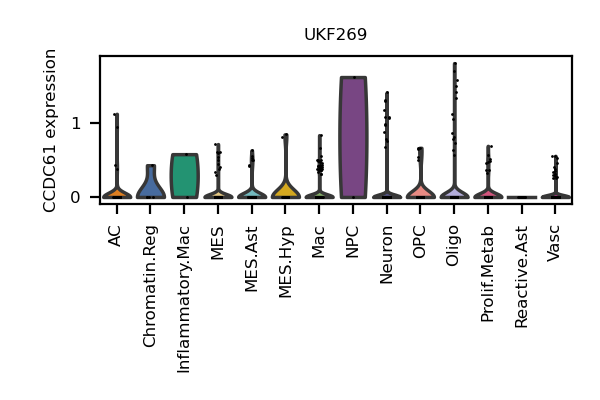 UKF269
CCDC61 expression
1
0
AC
Chromatin.Reg
Inflammatory.Mac
MES
MES.Ast
MES.Hyp
Mac
NPC
Neuron
OPC
Oligo
Prolif.Metab
Reactive.Ast
Vasc